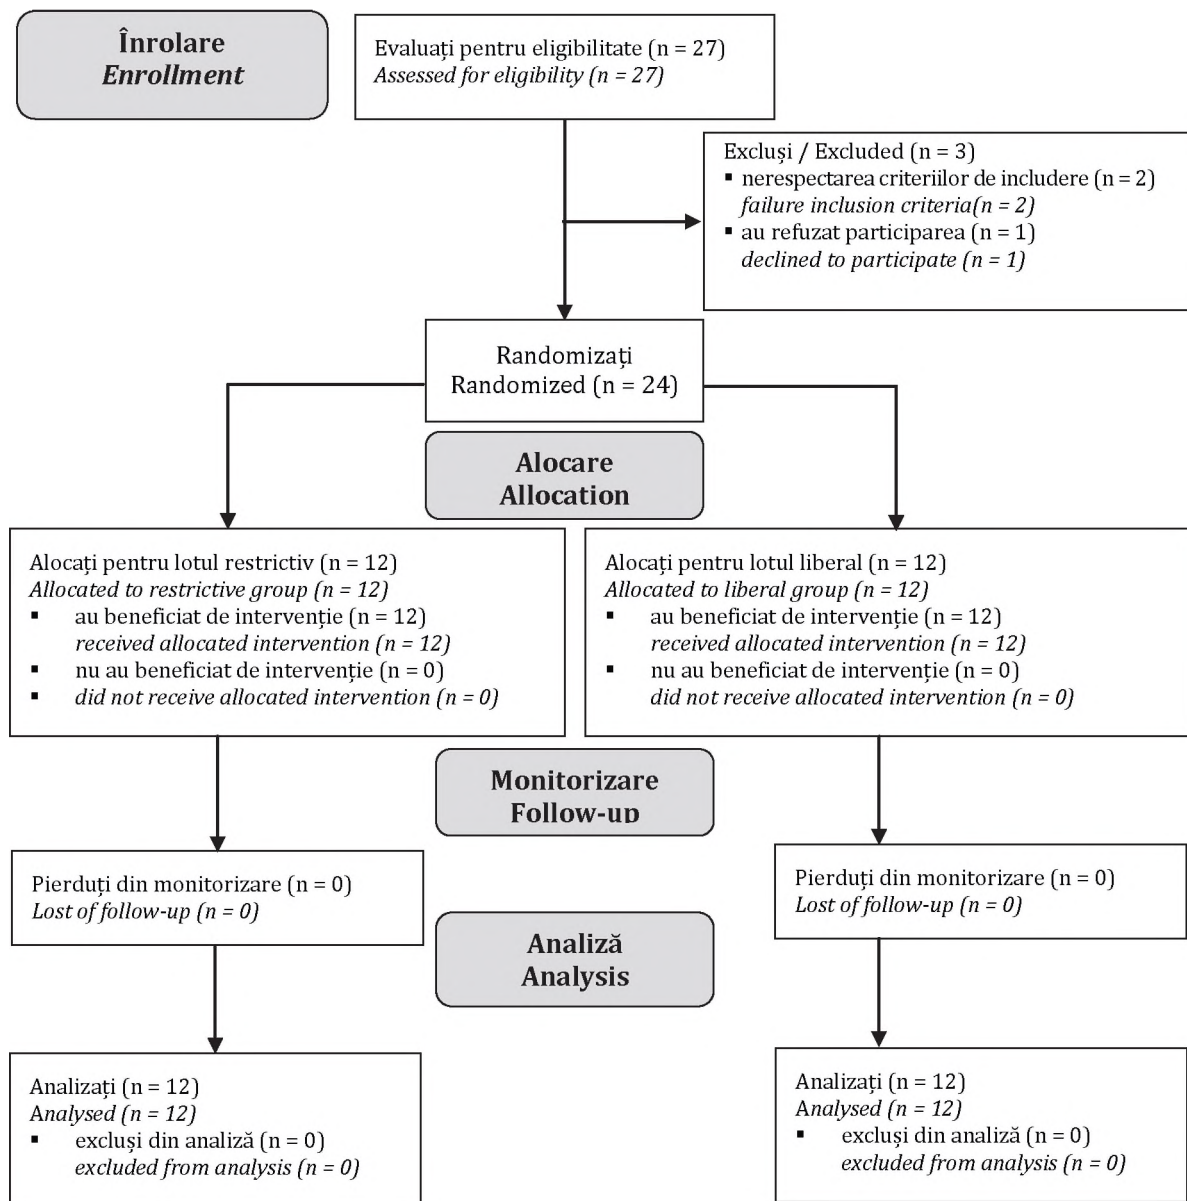 Înrolare
Enrollment
Evaluați pentru eligibilitate (n = 27)
Assessed for eligibility (n = 27)
Excluși / Excluded (n = 3)
▪ nerespectarea criteriilor de includere (n = 2)
failure inclusion criteria(n = 2)
▪ au refuzat participarea (n = 1)
declined to participate (n = 1)
Randomizați
Randomized (n = 24)
Alocare
Allocation
Alocați pentru lotul restrictiv (n = 12)
Allocated to restrictive group (n = 12)
▪ au beneficiat de intervenție (n = 12)
received allocated intervention (n = 12)
▪ nu au beneficiat de intervenție (n = 0)
▪ did not receive allocated intervention (n = 0)
Alocați pentru lotul liberal (n = 12)
Allocated to liberal group (n = 12)
▪ au beneficiat de intervenție (n = 12)
received allocated intervention (n = 12)
▪ nu au beneficiat de intervenție (n = 0)
did not receive allocated intervention (n = 0)
Monitorizare
Follow-up
Pierduți din monitorizare (n = 0)
Lost of follow-up (n = 0)
Pierduți din monitorizare (n = 0)
Lost of follow-up (n = 0)
Analiză
Analysis
Analizați (n = 12)
Analysed (n = 12)
▪ excluși din analiză (n = 0)
excluded from analysis (n = 0)
Analizați (n = 12)
Analysed (n = 12)
▪ excluși din analiză (n = 0)
excluded from analysis (n = 0)